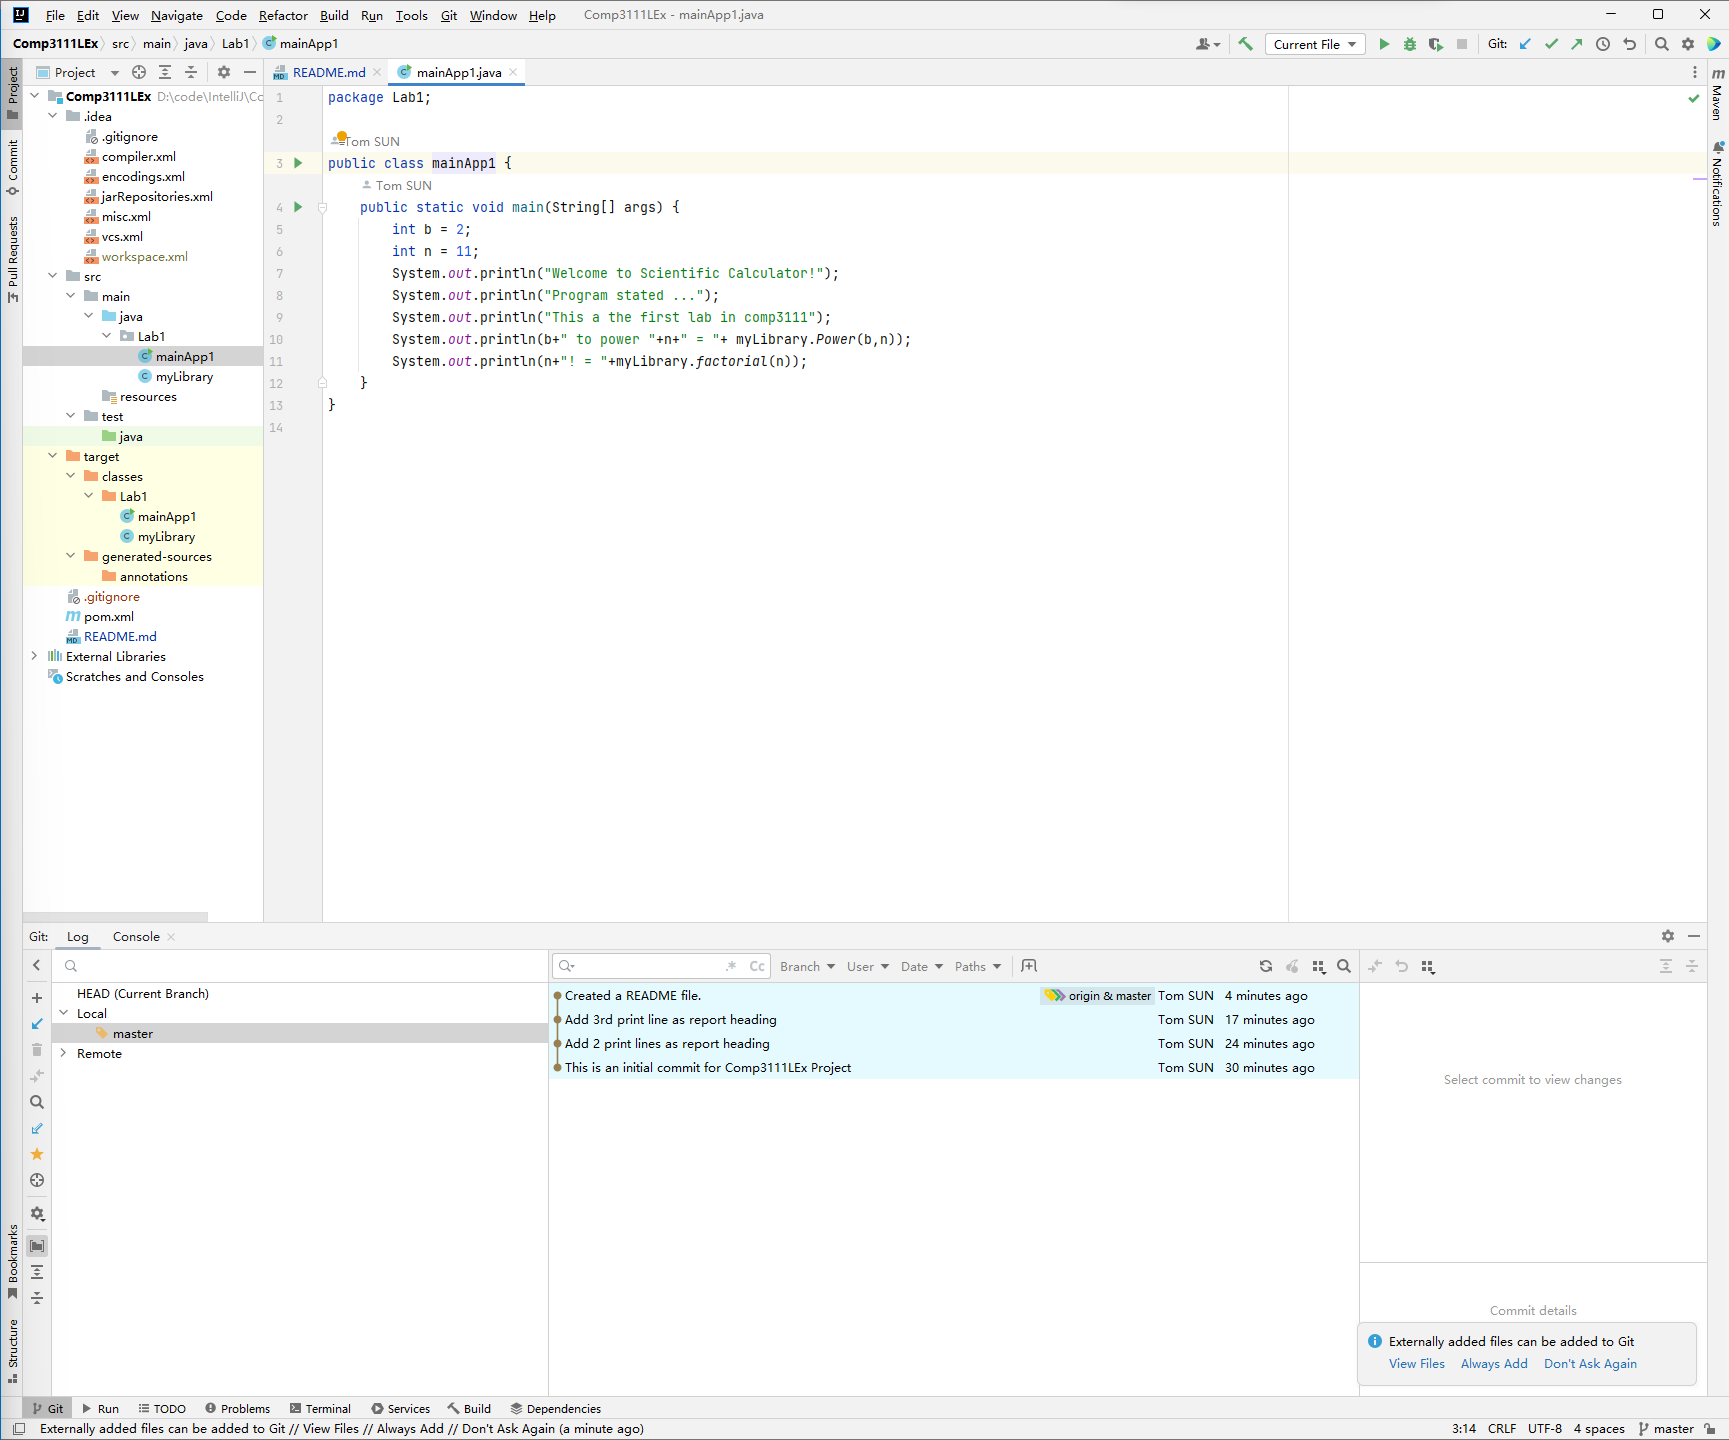 File Edit View Navigate Code Refactor Build Run Tools Git Window Help Comp3111LEx - mainApp1.java
Comp3111LEx src main java Lab1 mainApp1 Current File Git:
Project
README.md mainApp1.java
Project
Commit
Pull Requests
Bookmarks
Structure
Comp3111LEx D:\code\IntelliJ\Co
.idea
.gitignore
compiler.xml
encodings.xml
jarRepositories.xml
misc.xml
vcs.xml
workspace.xml
src
main
java
Lab1
mainApp1
myLibrary
resources
test
java
target
classes
Lab1
mainApp1
myLibrary
generated-sources
annotations
.gitignore
pom.xml
README.md
External Libraries
Scratches and Consoles
1 package Lab1;
2
Tom SUN
3 public class mainApp1 {
Tom SUN
4 public static void main(String[] args) {
5 int b = 2;
6 int n = 11;
7 System.out.println("Welcome to Scientific Calculator!");
8 System.out.println("Program stated ...");
9 System.out.println("This a the first lab in comp3111");
10 System.out.println(b+" to power "+n+" = "+ myLibrary.Power(b,n));
11 System.out.println(n+"! = "+myLibrary.factorial(n));
12 }
13 }
14
Maven
Notifications
Git: Log Console
.* Cc Branch User Date Paths
HEAD (Current Branch)
Local
master
Remote
Created a README file. origin & master Tom SUN 4 minutes ago
Add 3rd print line as report heading Tom SUN 17 minutes ago
Add 2 print lines as report heading Tom SUN 24 minutes ago
This is an initial commit for Comp3111LEx Project Tom SUN 30 minutes ago
Select commit to view changes
Commit details
Externally added files can be added to Git
View Files Always Add Don't Ask Again
Git Run TODO Problems Terminal Services Build Dependencies
Externally added files can be added to Git // View Files // Always Add // Don't Ask Again (a minute ago) 3:14 CRLF UTF-8 4 spaces master